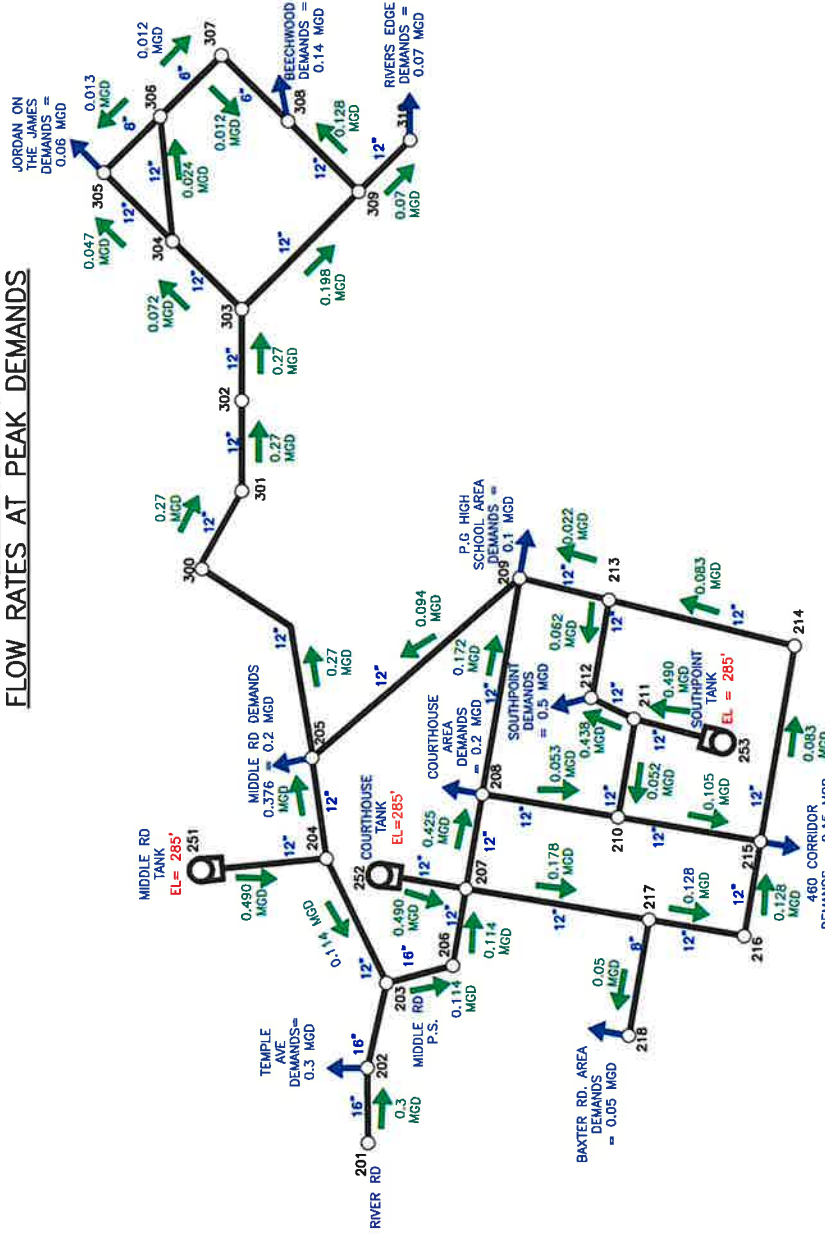 FLOW RATES AT PEAK DEMANDS
JORDAN ON
THE JAMES
DEMANDS =
0.06 MGD
0.013
MGD
0.012
MGD
307
306
6"
8"
305
6"
BEECHWOOD
DEMANDS =
0.14 MGD
308
0.012
MGD
12"
0.024
MGD
0.047
MGD
12"
304
0.128
MGD
12"
RIVERS EDGE
DEMANDS =
0.07 MGD
310
12"
309
0.07
MGD
0.072
MGD
12"
12"
0.198
MGD
303
12"
0.27
MGD
302
12"
0.27
MGD
301
0.27
MGD
12"
300
12"
0.27
MGD
MIDDLE RD DEMANDS
= 0.2 MGD
0.376
MGD
205
12"
0.094
MGD
12"
P.G HIGH
SCHOOL AREA
DEMANDS =
0.1 MGD
209
0.022
MGD
12"
213
MIDDLE RD
TANK
EL= 285'
251
0.490
MGD
12"
204
0.114 MGD
12"
COURTHOUSE
TANK
EL=285'
252
12"
0.490
MGD
COURTHOUSE
AREA
DEMANDS
= 0.2 MGD
208
0.172
MGD
12"
0.425
MGD
12"
207
SOUTHPOINT
DEMANDS
= 0.5 MGD
212
0.062
MGD
12"
12"
0.438
MGD
211
0.490
MGD
12"
SOUTHPOINT
TANK
EL = 285'
253
0.083
MGD
12"
214
0.053
MGD
12"
0.052
MGD
12"
210
0.105
MGD
12"
0.083
MGD
12"
215
460 CORRIDOR
TEMPLE
AVE
DEMANDS=
0.3 MGD
202
16"
16"
0.3
MGD
201
RIVER RD
203
16"
206
12"
0.114
MGD
0.114
MGD
MIDDLE RD
P.S.
0.178
MGD
12"
217
0.128
MGD
12"
216
12"
0.128
MGD
8"
0.05
MGD
218
BAXTER RD. AREA
DEMANDS
= 0.05 MGD